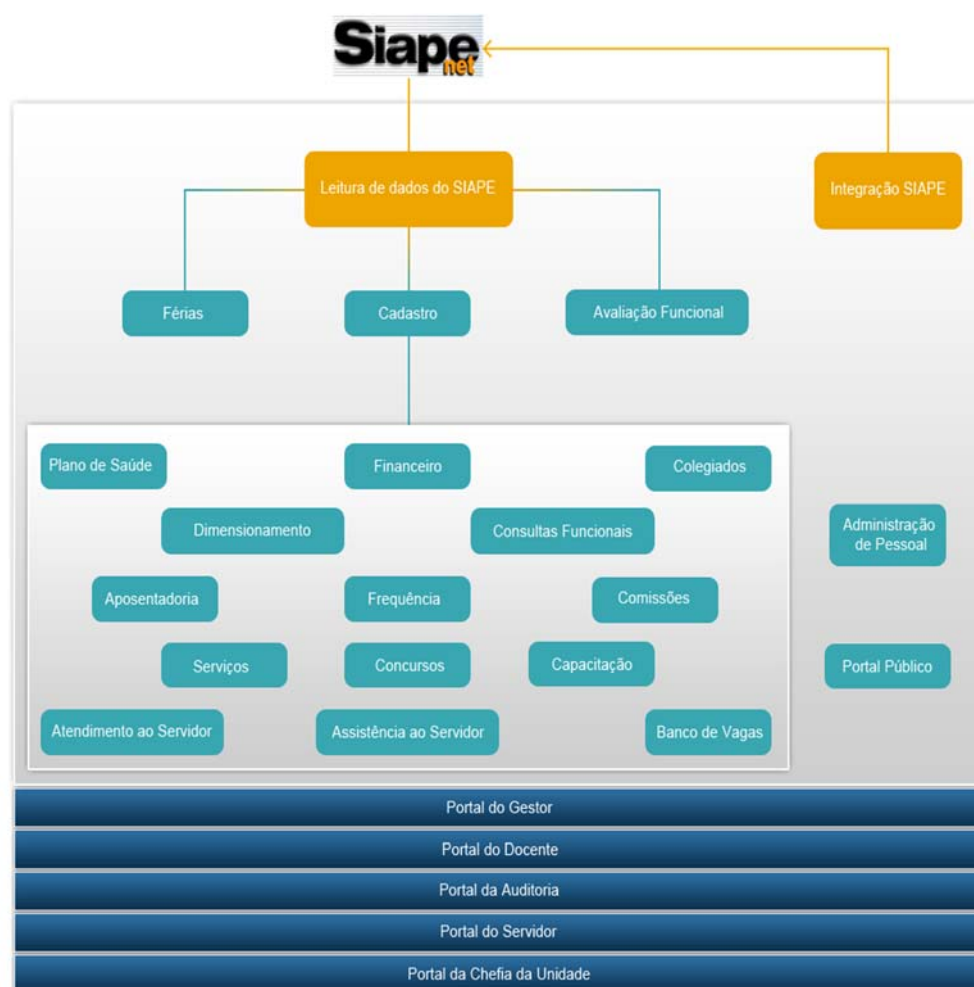 Siape
net
Leitura de dados do SIAPE
Integração SIAPE
Férias
Cadastro
Avaliação Funcional
Plano de Saúde
Financeiro
Colegiados
Dimensionamento
Consultas Funcionais
Administração
de Pessoal
Aposentadoria
Frequência
Comissões
Serviços
Concursos
Capacitação
Portal Público
Atendimento ao Servidor
Assistência ao Servidor
Banco de Vagas
Portal do Gestor
Portal do Docente
Portal da Auditoria
Portal do Servidor
Portal da Chefia da Unidade